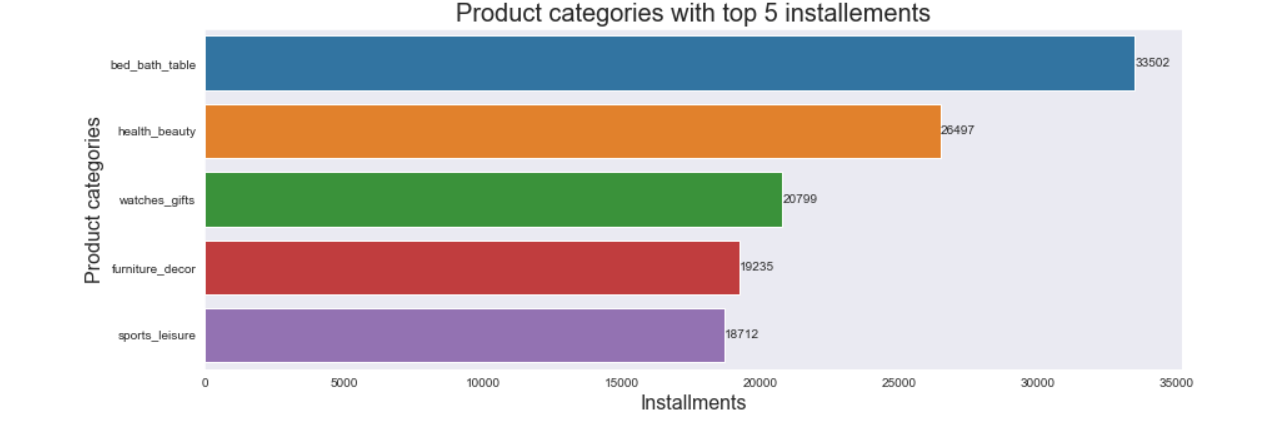 Product categories with top 5 installements
Product categories
bed_bath_table
33502
health_beauty
26497
watches_gifts
20799
furniture_decor
19235
sports_leisure
18712
0 5000 10000 15000 20000 25000 30000 35000
Installments